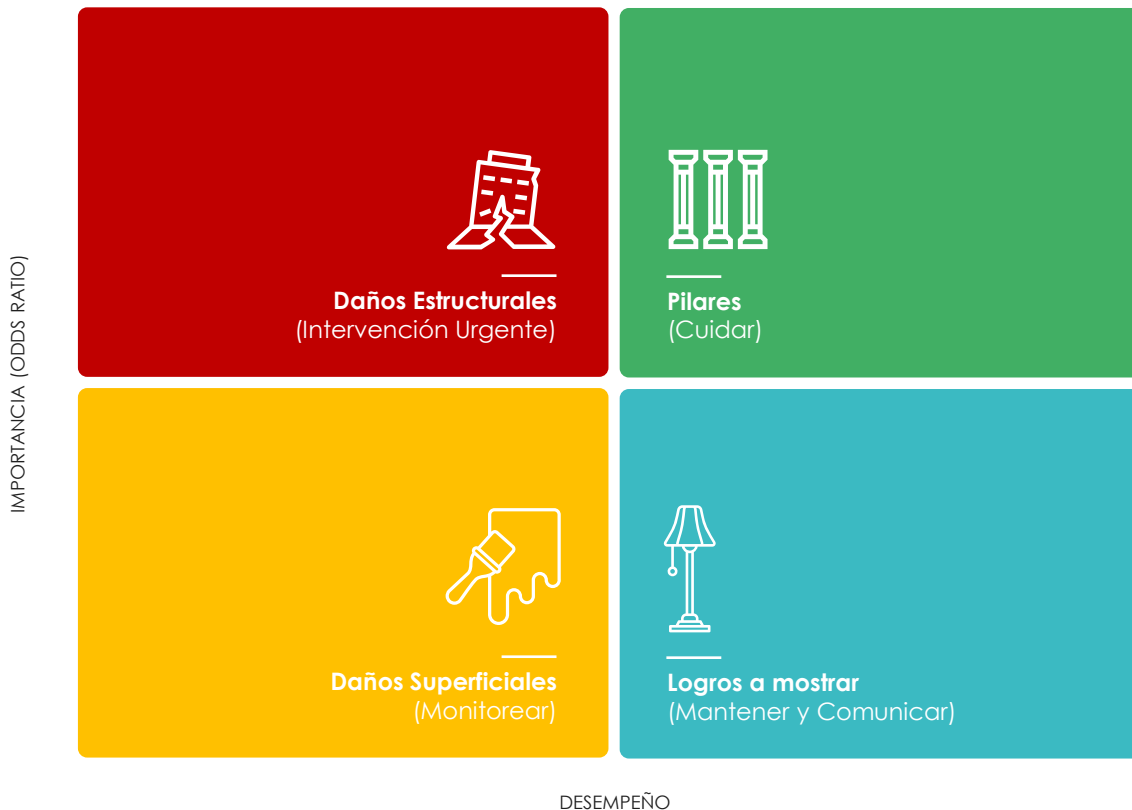 IMPORTANCIA (ODDS RATIO)
Daños Estructurales
(Intervención Urgente)
Pilares
(Cuidar)
Daños Superficiales
(Monitorear)
Logros a mostrar
(Mantener y Comunicar)
DESEMPEÑO